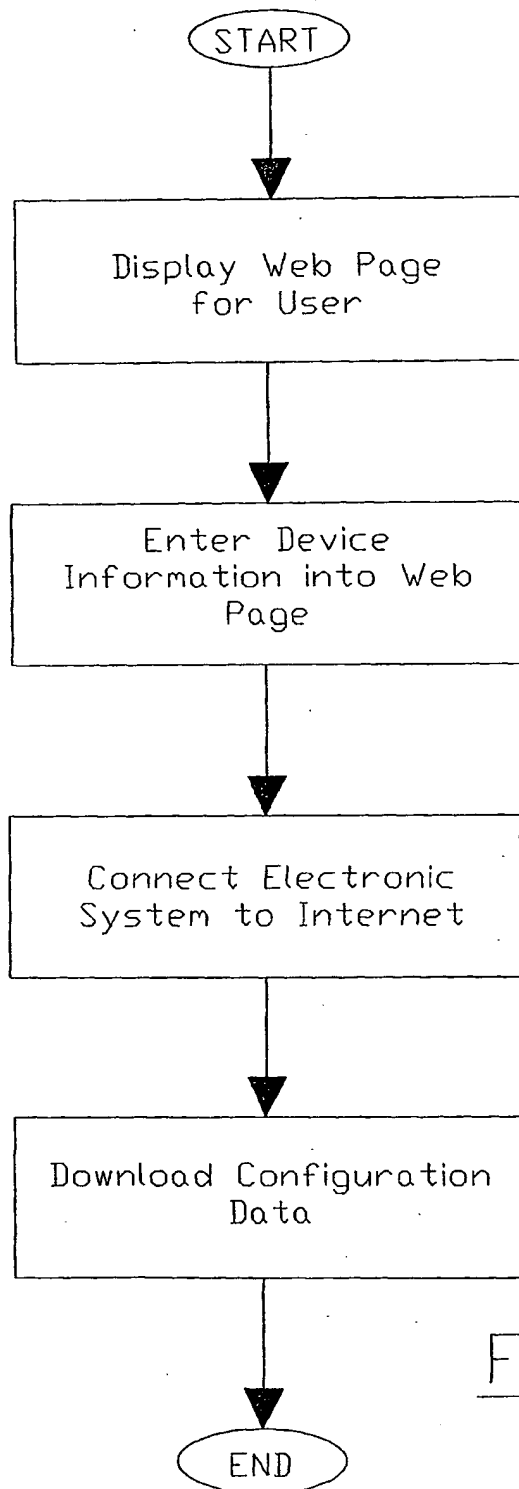 START
Display Web Page
for User
Enter Device
Information into Web
Page
Connect Electronic
System to Internet
Download Configuration
Data
F
END